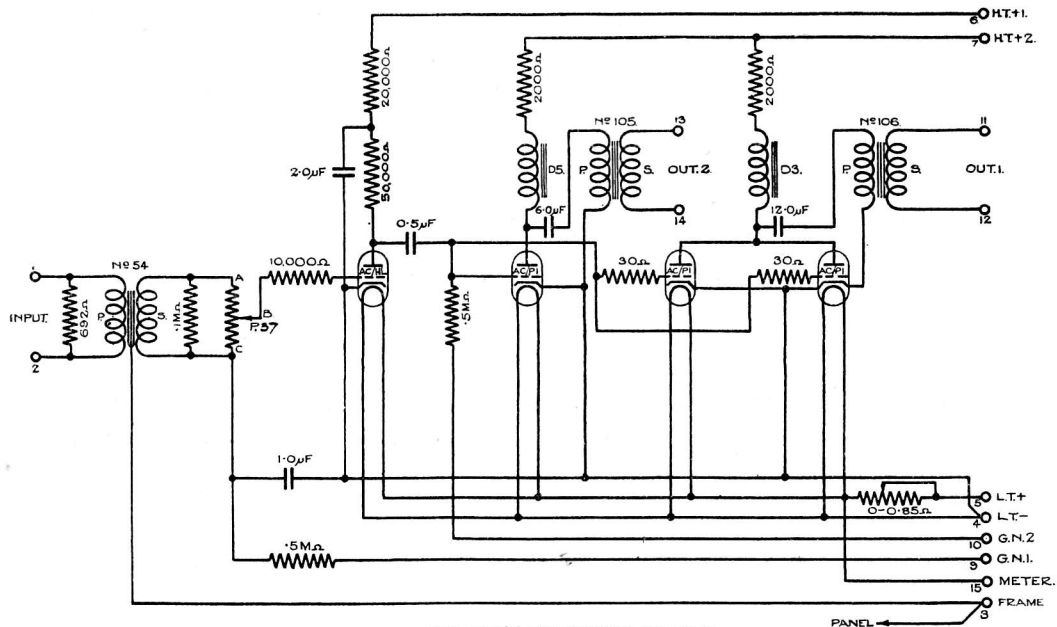 H.T.+1.
6
H.T.+2.
7
20,000Ω
2000Ω
2000Ω
Nº 105.
13
Nº 106.
11
2·0μF
50,000Ω
D5.
P.
S.
OUT.2.
D3.
P.
S.
OUT.1.
6·0μF
14
12·0μF
12
0·5μF
Nº 54
10,000Ω
AC/HL
AC/P1
30Ω
AC/P1
30Ω
AC/P1
1
INPUT.
692Ω
P.
S.
·1MΩ
A
B
P.37
C
·5MΩ
2
1·0μF
0-0·85Ω
L.T.+
5
L.T.-
4
G.N.2
10
·5MΩ
G.N.1.
9
METER.
15
FRAME
3
PANEL